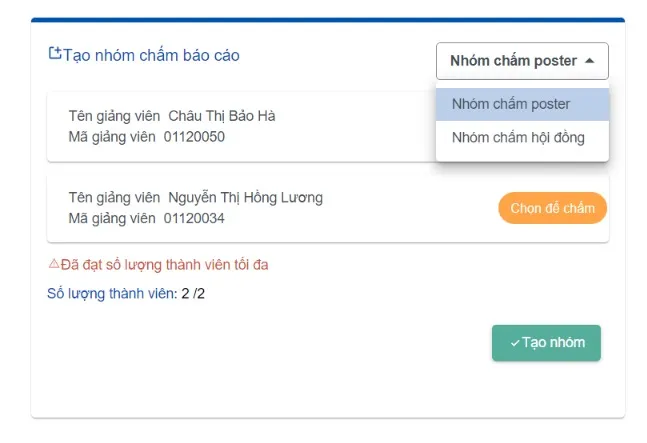 Tạo nhóm chấm báo cáo
Nhóm chấm poster
Nhóm chấm poster
Nhóm chấm hội đồng
Tên giảng viên Châu Thị Bảo Hà
Mã giảng viên 01120050
Tên giảng viên Nguyễn Thị Hồng Lương
Mã giảng viên 01120034
Chọn để chấm
Đã đạt số lượng thành viên tối đa
Số lượng thành viên: 2 /2
Tạo nhóm